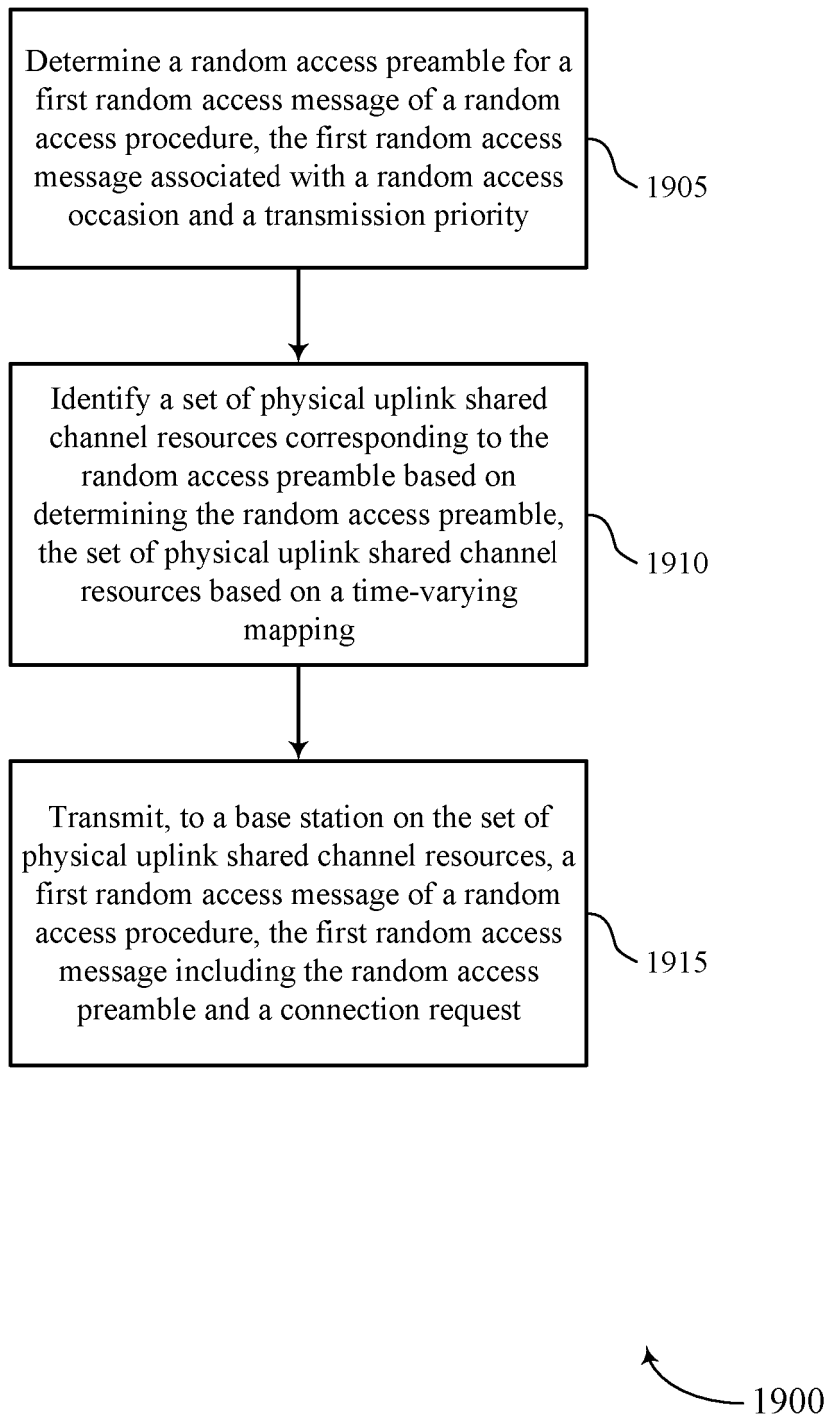 Determine a random access preamble for a
first random access message of a random
access procedure, the first random access
message associated with a random access
occasion and a transmission priority
1905
Identify a set of physical uplink shared
channel resources corresponding to the
random access preamble based on
determining the random access preamble,
the set of physical uplink shared channel
resources based on a time-varying
mapping
1910
Transmit, to a base station on the set of
physical uplink shared channel resources, a
first random access message of a random
access procedure, the first random access
message including the random access
preamble and a connection request
1915
1900